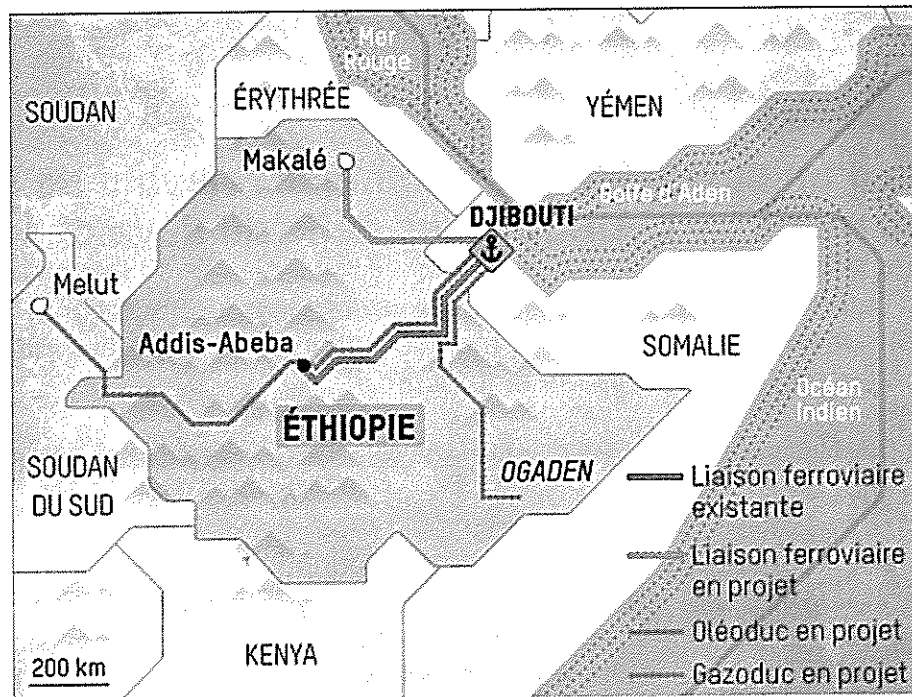 Mer
Rouge
SOUDAN
ÉRYTHRÉE
YÉMEN
Makalé
Golfe d'Aden
DJIBOUTI
Melut
Addis-Abeba
SOMALIE
Océan
Indien
ÉTHIOPIE
OGADEN
SOUDAN
DU SUD
Liaison ferroviaire
existante
Liaison ferroviaire
en projet
Oléoduc en projet
KENYA
Gazoduc en projet
200 km